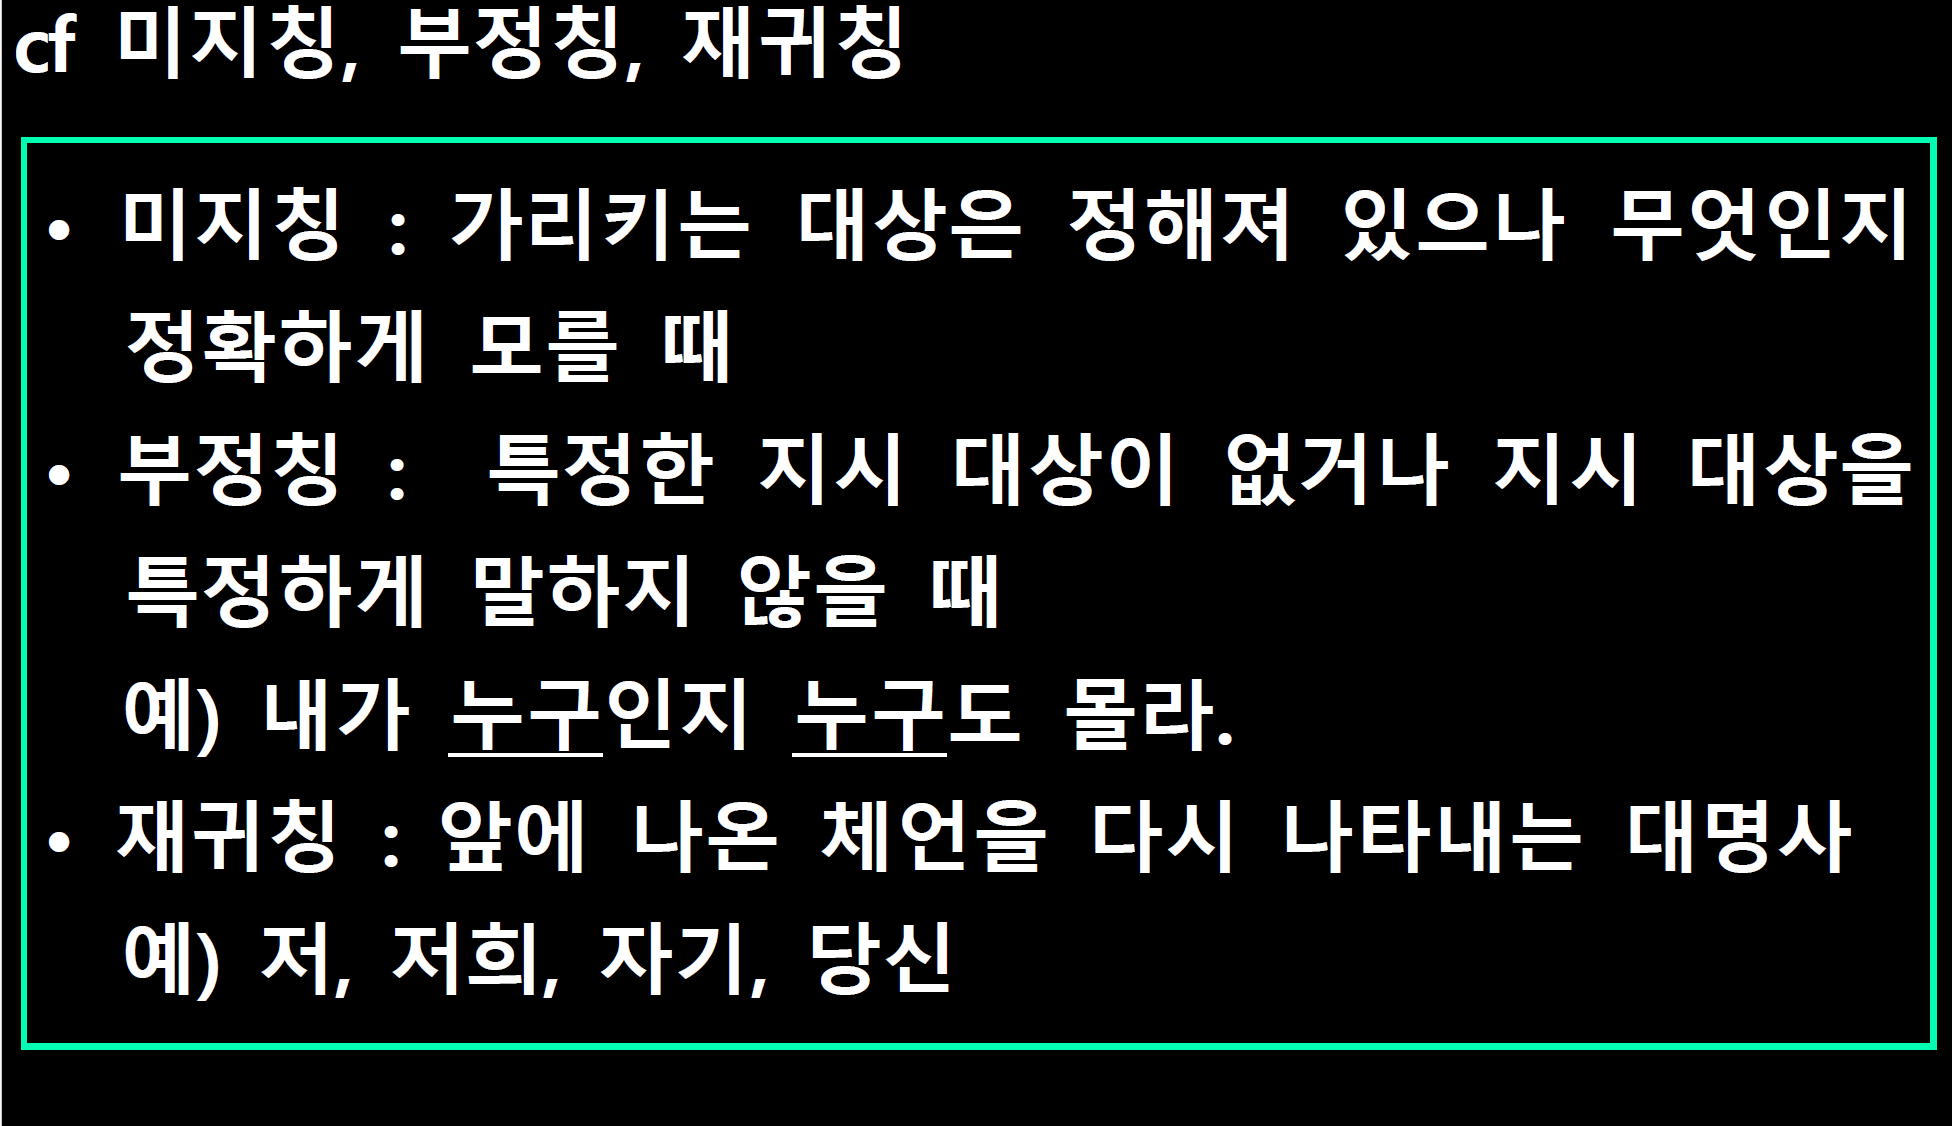 cf 미지칭, 부정칭, 재귀칭
• 미지칭 : 가리키는 대상은 정해져 있으나 무엇인지
정확하게 모를 때
• 부정칭 : 특정한 지시 대상이 없거나 지시 대상을
특정하게 말하지 않을 때
예) 내가 누구인지 누구도 몰라.
• 재귀칭 : 앞에 나온 체언을 다시 나타내는 대명사
예) 저, 저희, 자기, 당신